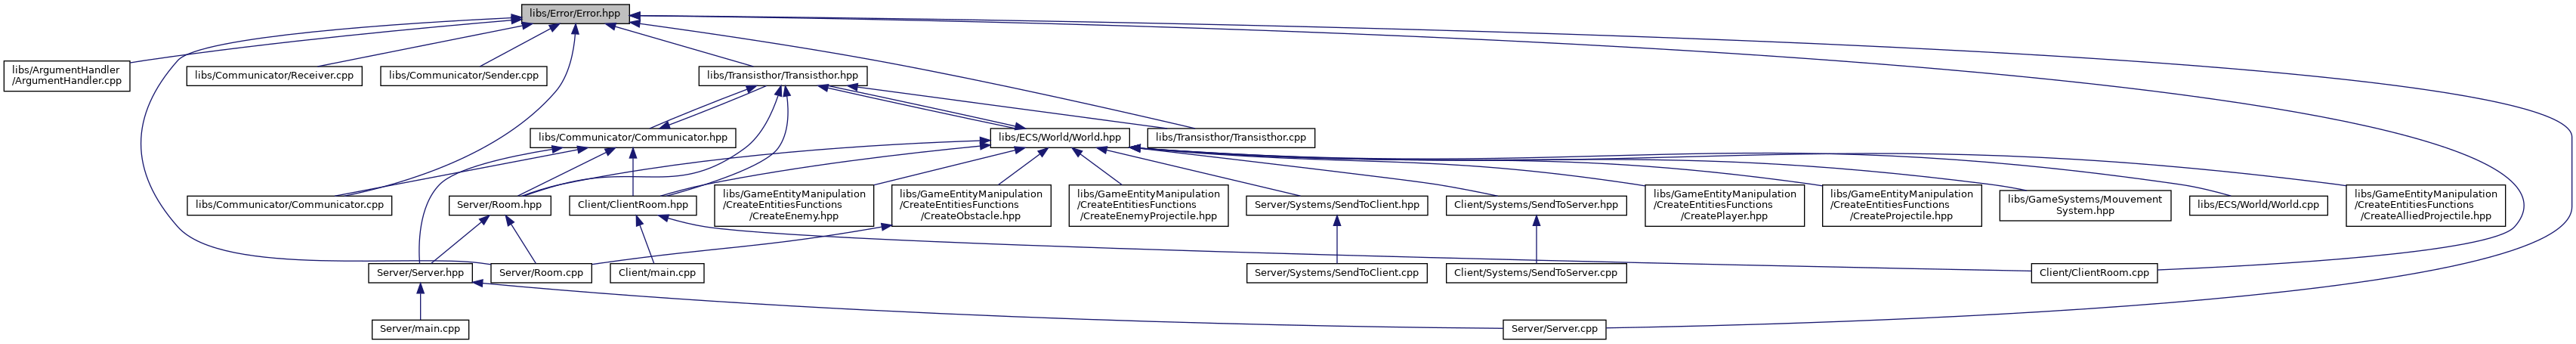 libs/Error/Error.hpp
libs/ArgumentHandler
/ArgumentHandler.cpp
libs/Communicator/Receiver.cpp
libs/Communicator/Sender.cpp
libs/Transisthor/Transisthor.hpp
libs/Communicator/Communicator.hpp
libs/ECS/World/World.hpp
libs/Transisthor/Transisthor.cpp
libs/Communicator/Communicator.cpp
Server/Room.hpp
Client/ClientRoom.hpp
libs/GameEntityManipulation
/CreateEntitiesFunctions
/CreateEnemy.hpp
libs/GameEntityManipulation
/CreateEntitiesFunctions
/CreateObstacle.hpp
libs/GameEntityManipulation
/CreateEntitiesFunctions
/CreateEnemyProjectile.hpp
Server/Systems/SendToClient.hpp
Client/Systems/SendToServer.hpp
libs/GameEntityManipulation
/CreateEntitiesFunctions
/CreatePlayer.hpp
libs/GameEntityManipulation
/CreateEntitiesFunctions
/CreateProjectile.hpp
libs/GameSystems/Mouvement
System.hpp
libs/ECS/World/World.cpp
libs/GameEntityManipulation
/CreateEntitiesFunctions
/CreateAlliedProjectile.hpp
Server/Server.hpp
Server/Room.cpp
Client/main.cpp
Server/Systems/SendToClient.cpp
Client/Systems/SendToServer.cpp
Client/ClientRoom.cpp
Server/main.cpp
Server/Server.cpp